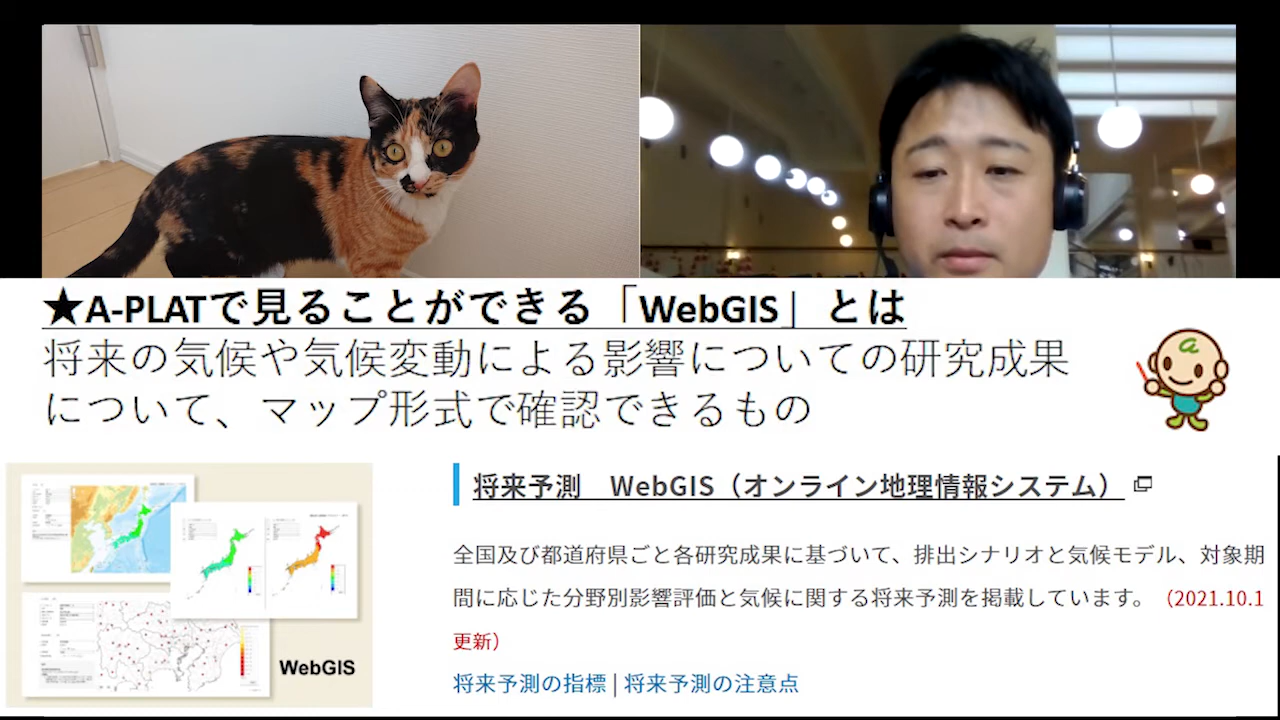 ★A-PLATで見ることができる「WebGIS」とは
将来の気候や気候変動による影響についての研究成果
について、マップ形式で確認できるもの
将来予測　WebGIS（オンライン地理情報システム）
全国及び都道府県ごと各研究成果に基づいて、排出シナリオと気候モデル、対象期
間に応じた分野別影響評価と気候に関する将来予測を掲載しています。（2021.10.1
更新）
将来予測の指標 | 将来予測の注意点
WebGIS